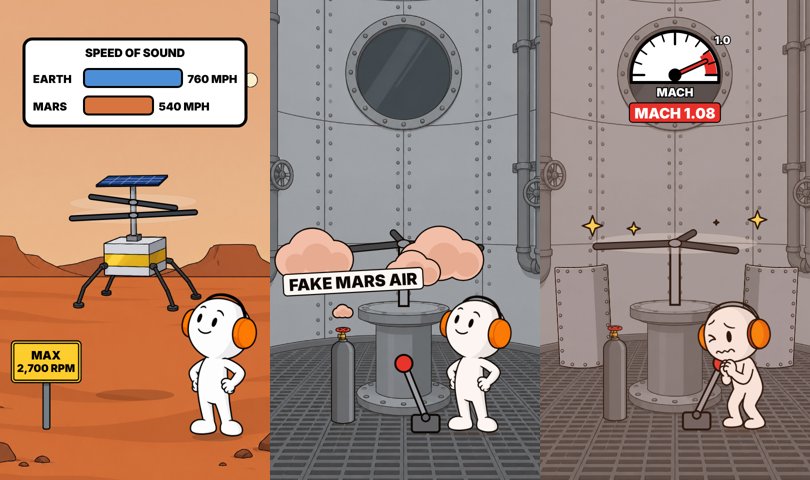 SPEED OF SOUND
EARTH 760 MPH
MARS 540 MPH
MAX
2,700 RPM
FAKE MARS AIR
1.0
MACH
MACH 1.08